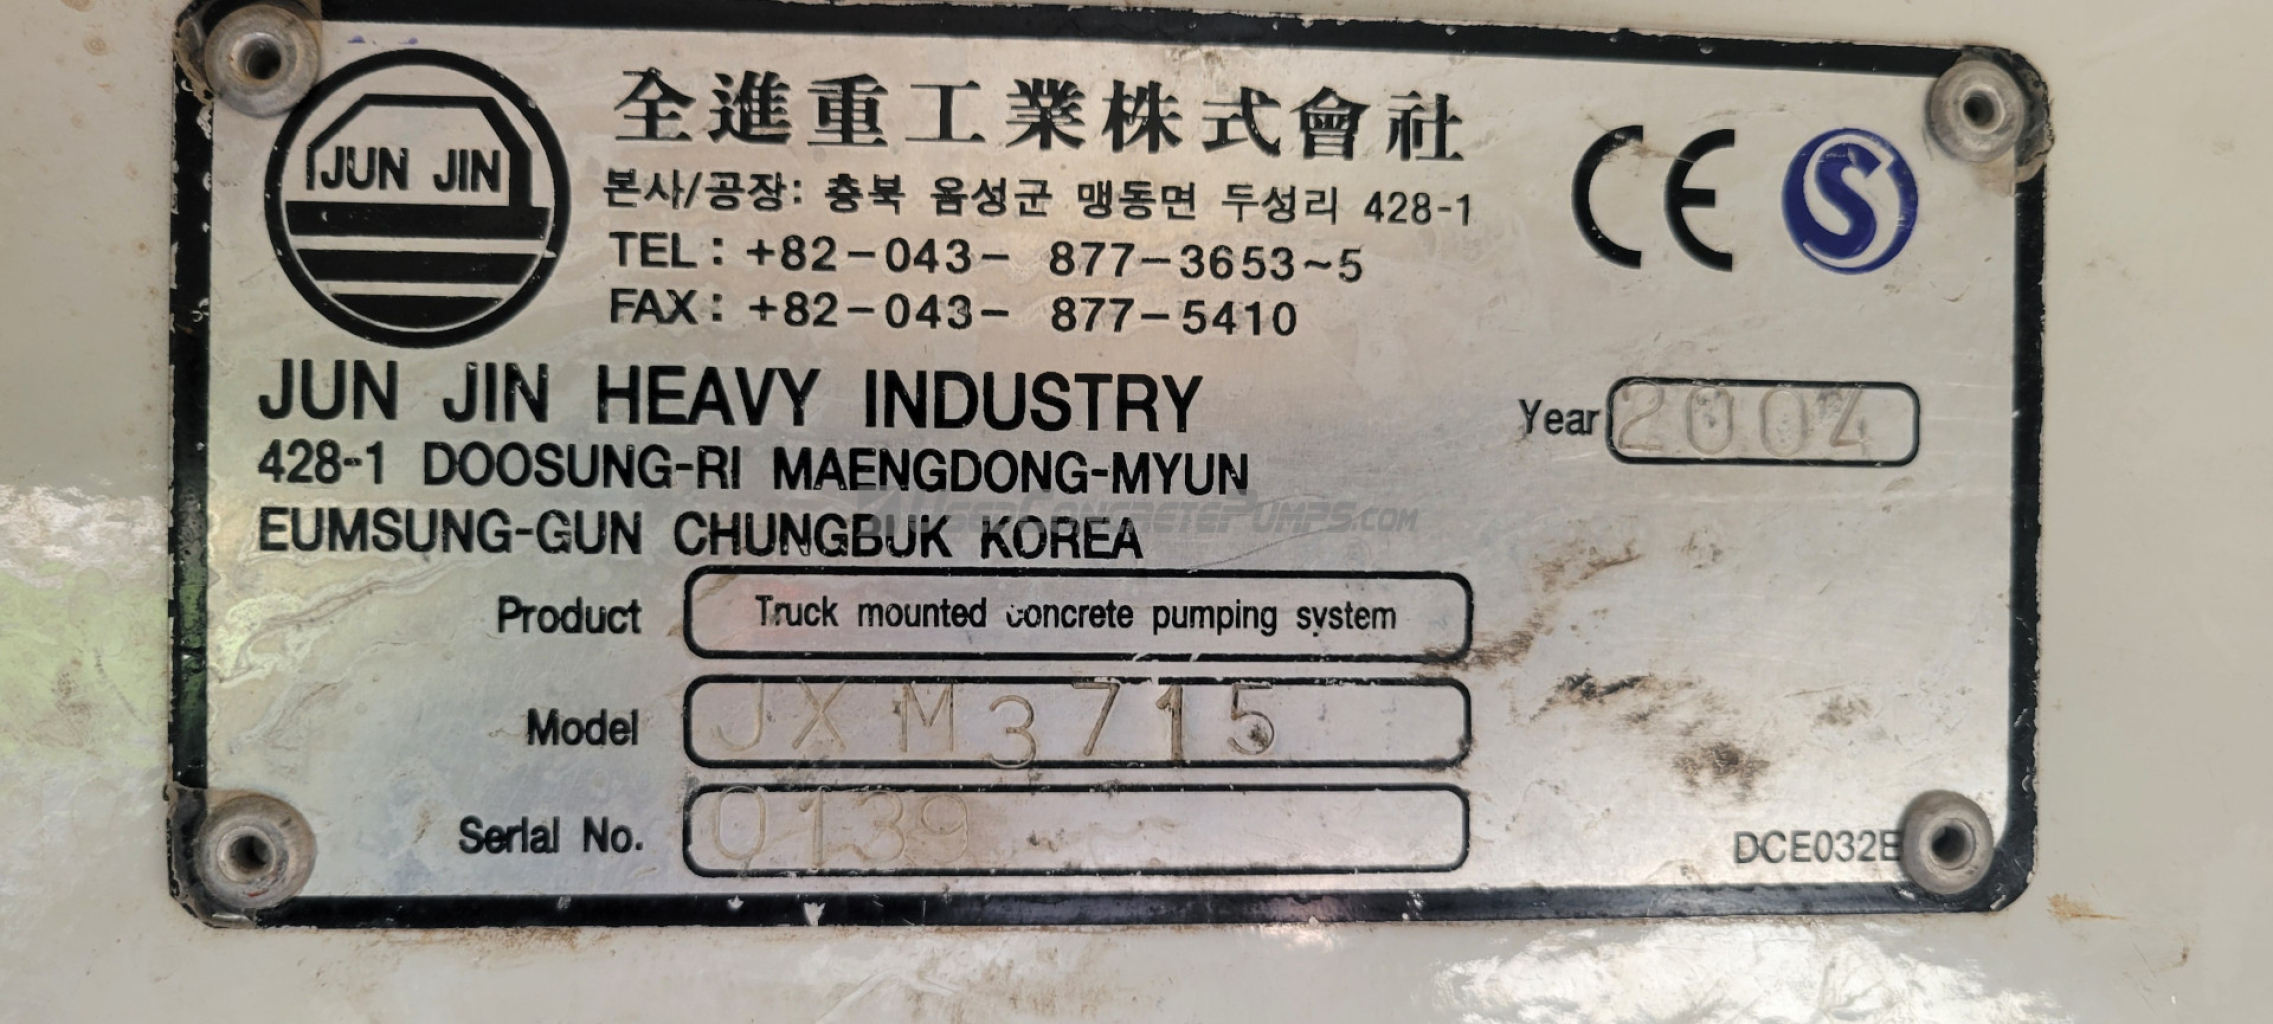 JUN JIN
全進重工業株式會社
본사/공장: 충북 음성군 맹동면 두성리 428-1
TEL: +82-043- 877-3653~5
FAX: +82-043- 877-5410
CE S
JUN JIN HEAVY INDUSTRY
428-1 DOOSUNG-RI MAENGDONG-MYUN
EUMSUNG-GUN CHUNGBUK KOREA
Year 2004
Product Truck mounted concrete pumping system
Model JXM3715
Serial No. 0139
DCE032E